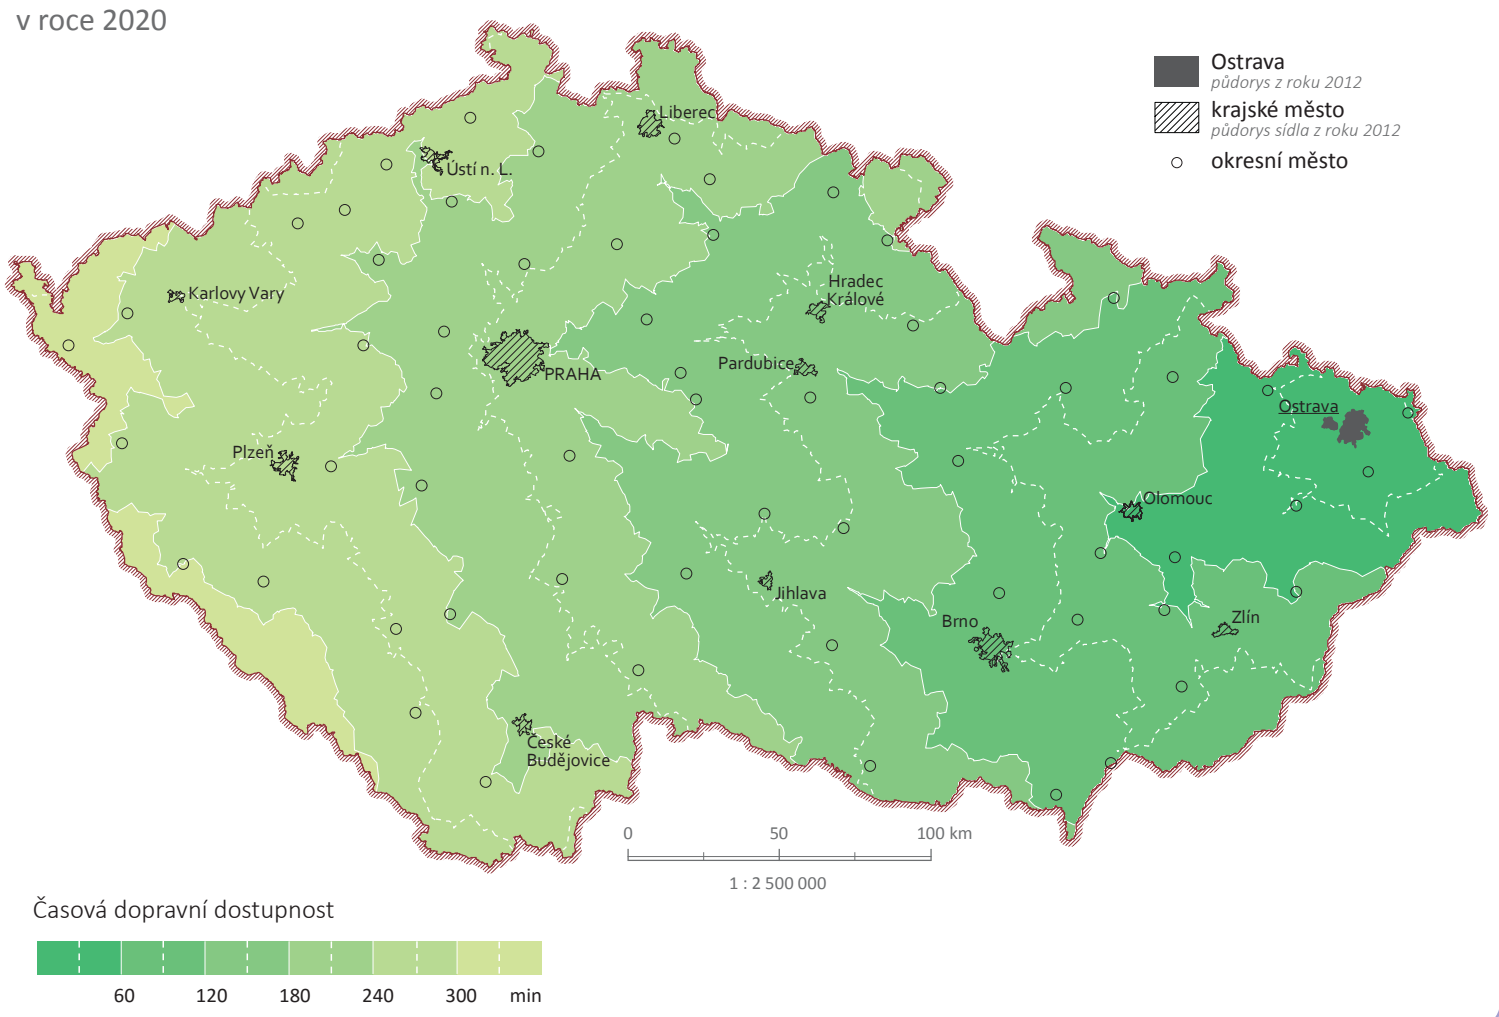 v roce 2020
Ostrava
půdorys z roku 2012
krajské město
půdorys sídla z roku 2012
okresní město
Liberec
Ústí n. L.
Karlovy Vary
Hradec
Králové
PRAHA
Pardubice
Ostrava
Plzeň
Olomouc
Jihlava
Brno
Zlín
České
Budějovice
0 50 100 km
1 : 2 500 000
Časová dopravní dostupnost
60 120 180 240 300 min